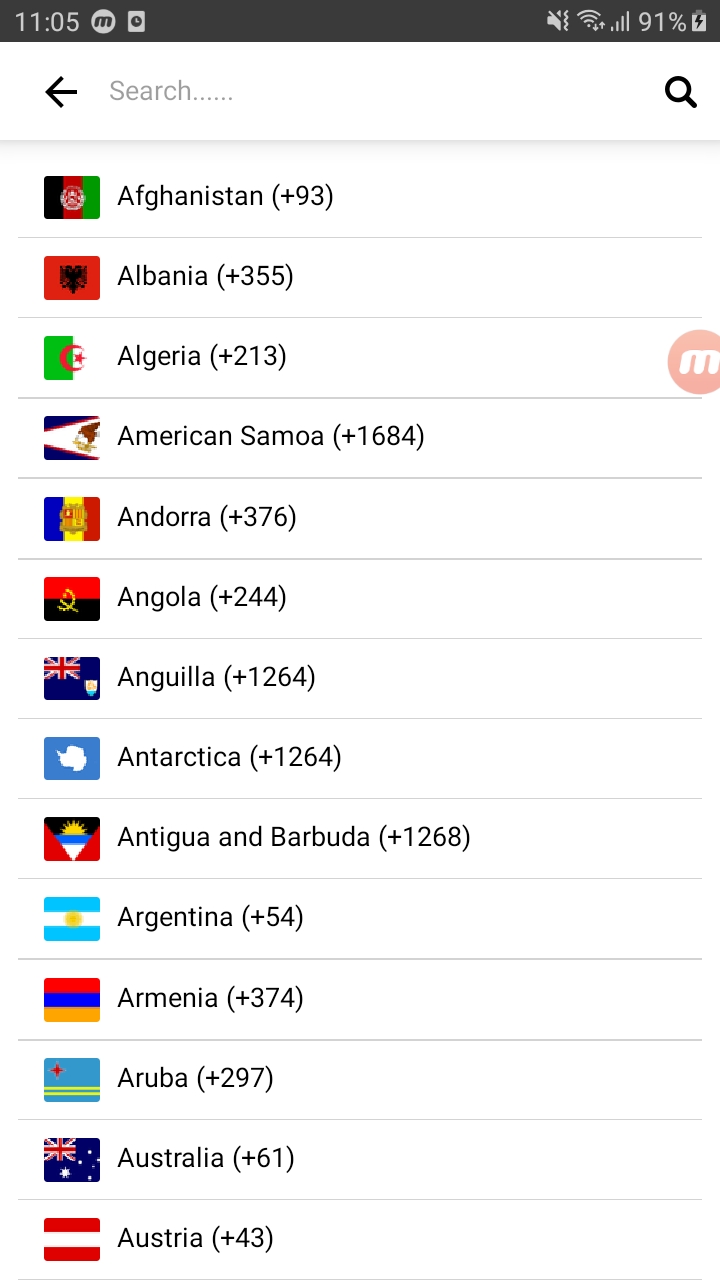 11:05 m 91%
Search......
Afghanistan (+93)
Albania (+355)
Algeria (+213)
m
American Samoa (+1684)
Andorra (+376)
Angola (+244)
Anguilla (+1264)
Antarctica (+1264)
Antigua and Barbuda (+1268)
Argentina (+54)
Armenia (+374)
Aruba (+297)
Australia (+61)
Austria (+43)